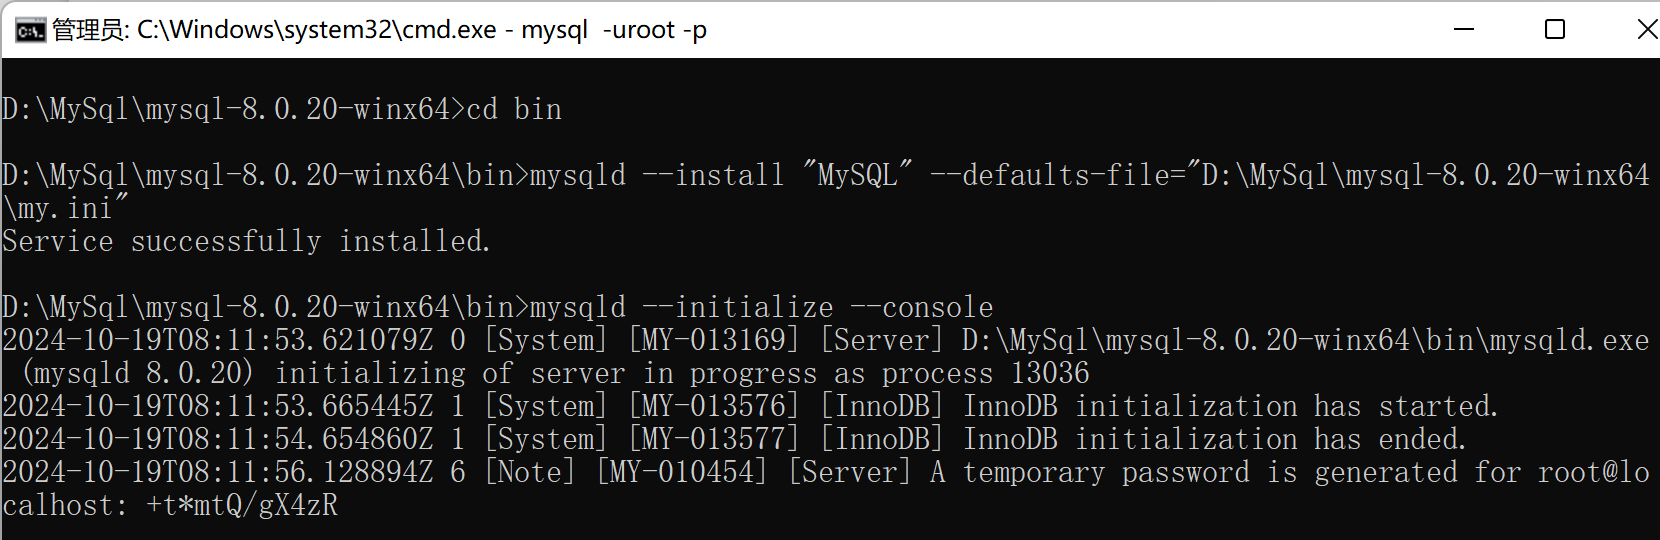 管理员: C:\Windows\system32\cmd.exe - mysql  -uroot -p
D:\MySql\mysql-8.0.20-winx64>cd bin
D:\MySql\mysql-8.0.20-winx64\bin>mysqld --install "MySQL" --defaults-file="D:\MySql\mysql-8.0.20-winx64
\my.ini"
Service successfully installed.
D:\MySql\mysql-8.0.20-winx64\bin>mysqld --initialize --console
2024-10-19T08:11:53.621079Z 0 [System] [MY-013169] [Server] D:\MySql\mysql-8.0.20-winx64\bin\mysqld.exe
 (mysqld 8.0.20) initializing of server in progress as process 13036
2024-10-19T08:11:53.665445Z 1 [System] [MY-013576] [InnoDB] InnoDB initialization has started.
2024-10-19T08:11:54.654860Z 1 [System] [MY-013577] [InnoDB] InnoDB initialization has ended.
2024-10-19T08:11:56.128894Z 6 [Note] [MY-010454] [Server] A temporary password is generated for root@lo
calhost: +t*mtQ/gX4zR